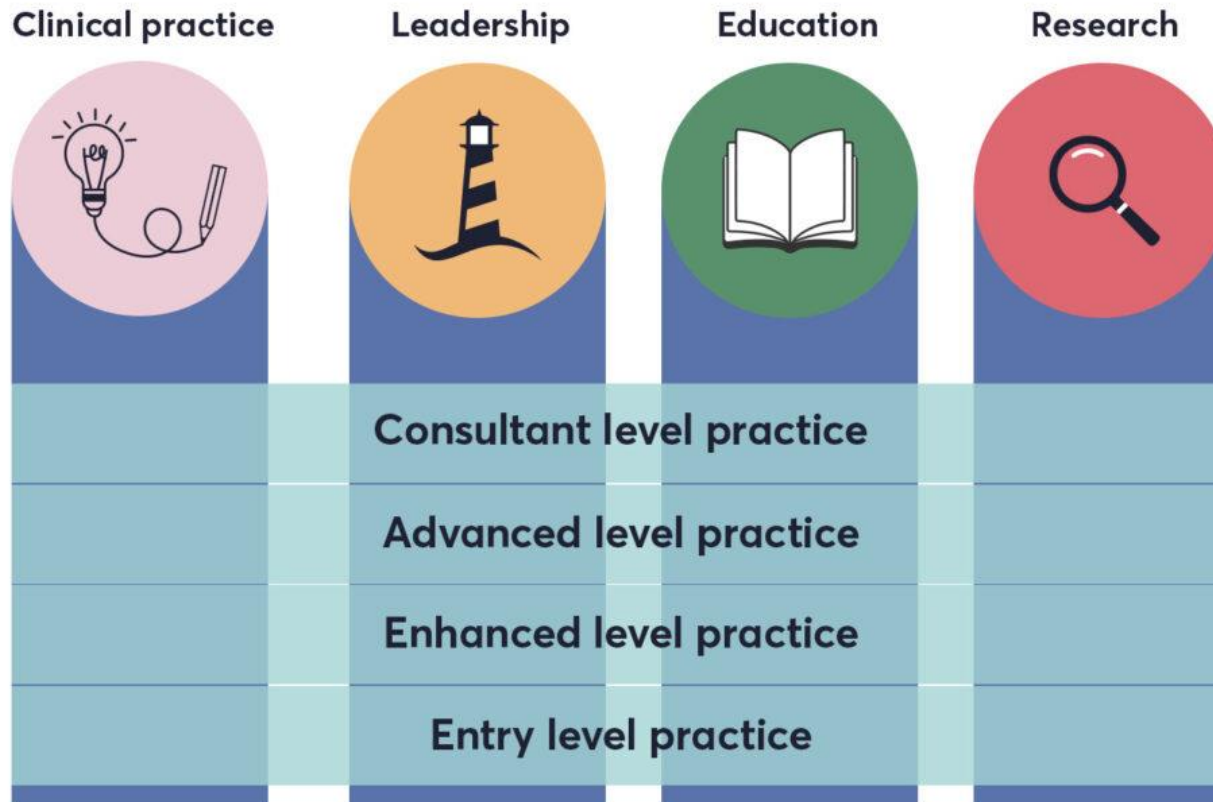 Clinical practice
Leadership
Education
Research
Consultant level practice
Advanced level practice
Enhanced level practice
Entry level practice